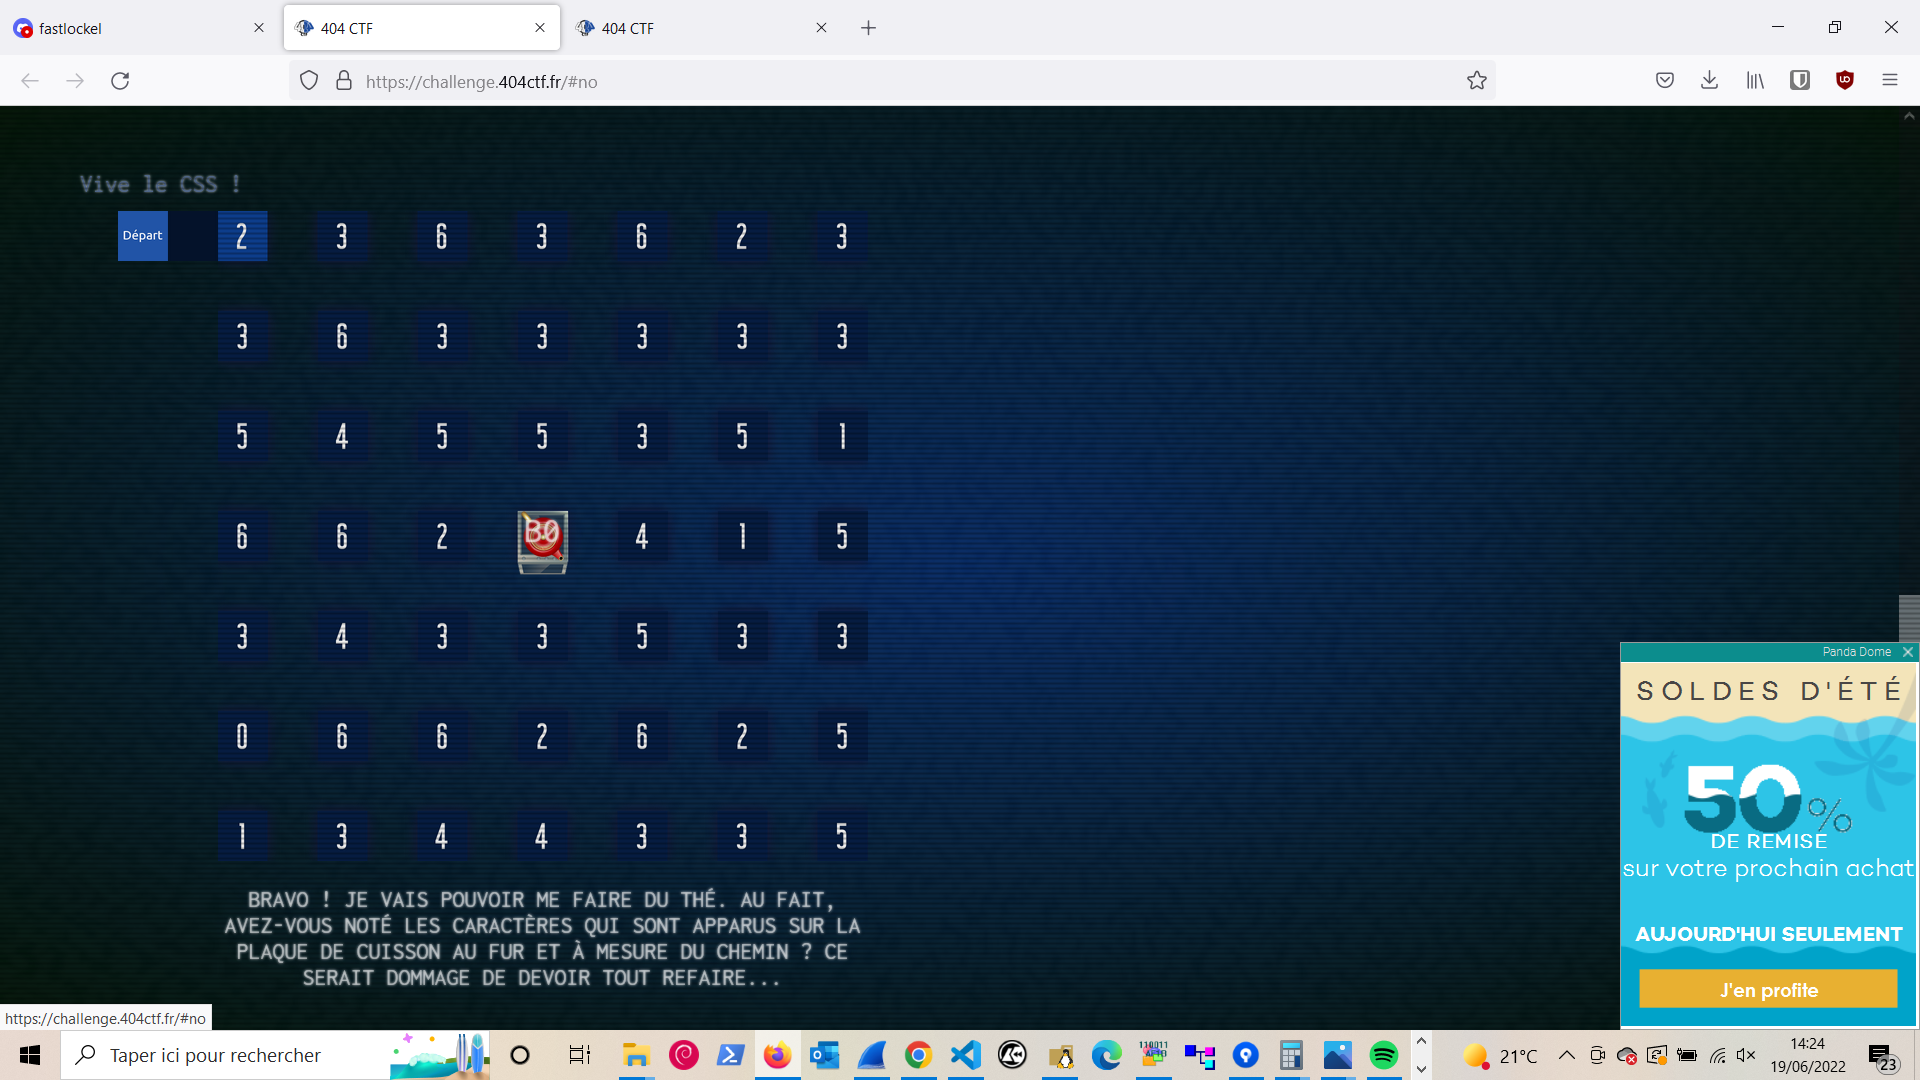 fastlockel
404 CTF
404 CTF
https://challenge.404ctf.fr/#no
Vive le CSS !
Départ 2 3 6 3 6 2 3
3 6 3 3 3 3 3
5 4 5 5 3 5 1
6 6 2 4 1 5
3 4 3 3 5 3 3
0 6 6 2 6 2 5
1 3 4 4 3 3 5
BRAVO ! JE VAIS POUVOIR ME FAIRE DU THÉ. AU FAIT,
AVEZ-VOUS NOTÉ LES CARACTÈRES QUI SONT APPARUS SUR LA
PLAQUE DE CUISSON AU FUR ET À MESURE DU CHEMIN ? CE
SERAIT DOMMAGE DE DEVOIR TOUT REFAIRE...
Panda Dome
SOLDES D'ÉTÉ
50%
DE REMISE
sur votre prochain achat
AUJOURD'HUI SEULEMENT
J'en profite
https://challenge.404ctf.fr/#no
Taper ici pour rechercher
21°C
14:24
19/06/2022
23